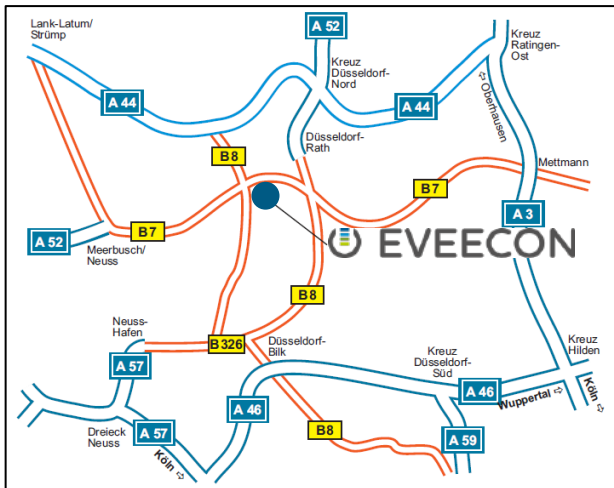 Lank-Latum/
Strümp
A 52
Kreuz
Ratingen-
Ost
Kreuz
Düsseldorf-
Nord
A 44
A 44
⇦ Oberhausen
Düsseldorf-
Rath
B 8
Mettmann
B 7
A 3
B 7
A 52
Meerbusch/
Neuss
EVEECON
B 8
Neuss-
Hafen
B 326
Düsseldorf-
Bilk
Kreuz
Düsseldorf-
Süd
Kreuz
Hilden
A 57
A 46
A 46
Wuppertal ⇨
Köln ⇨
Dreieck
Neuss
A 57
Köln ⇨
B 8
A 59